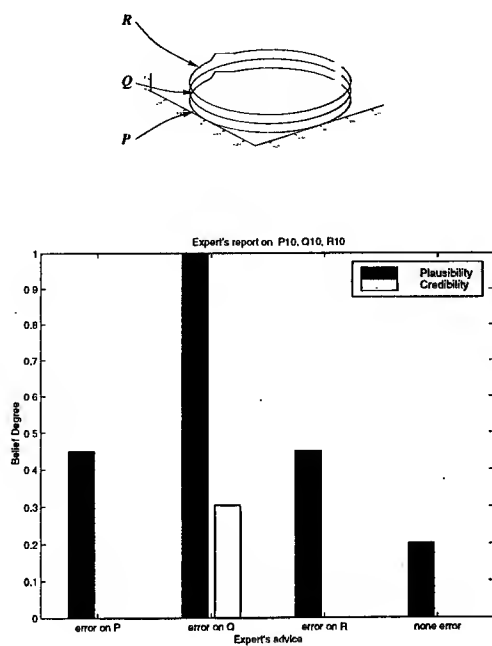 R
Q
P
Expert's report on P10, Q10, R10
Plausibility
Credibility
1
0.9
0.8
0.7
0.6
0.5
0.4
0.3
0.2
0.1
0
Belief Degree
error on P
error on Q
error on R
none error
Expert's advice